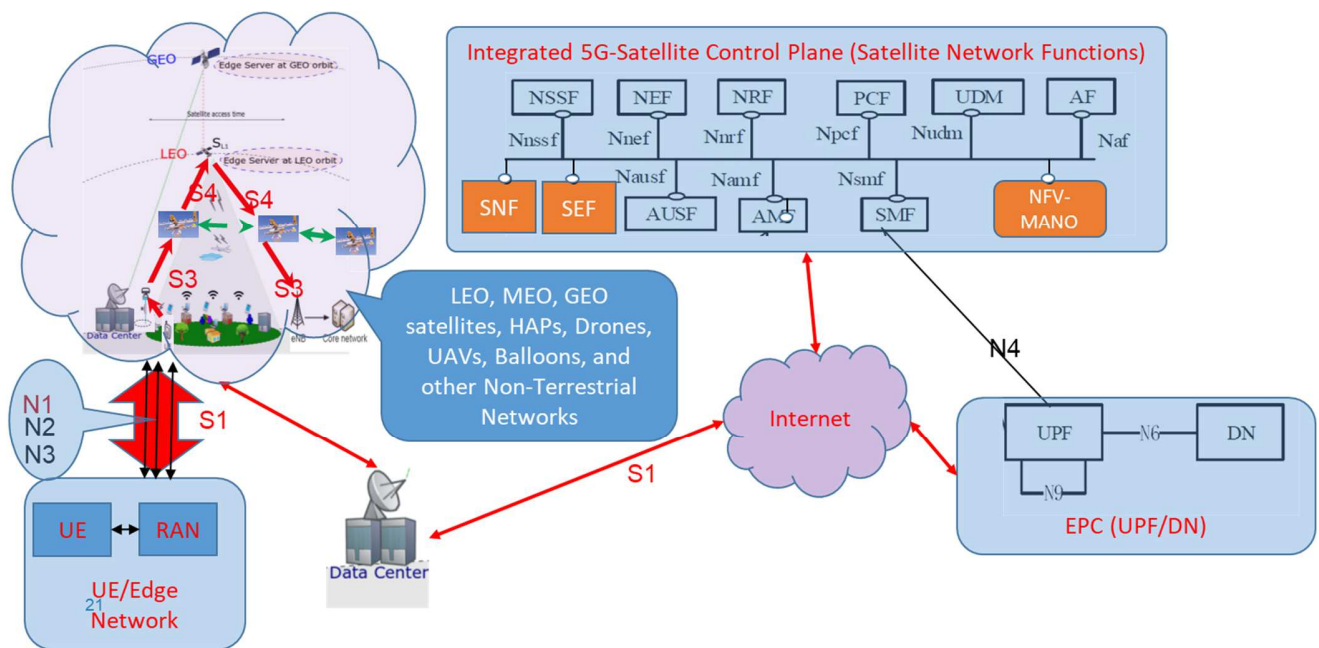 GEO
Edge Server at GEO orbit
Satellite access time
LEO
SL1
Edge Server at LEO orbit
S4
S4
S3
S3
Data Center
eNB
Core network
Integrated 5G-Satellite Control Plane (Satellite Network Functions)
NSSF
NEF
NRF
PCF
UDM
AF
Nnssf
Nnef
Nnrf
Npcf
Nudm
Naf
Nausf
Namf
Nsmf
SNF
SEF
AUSF
AMF
SMF
NFV-
MANO
LEO, MEO, GEO
satellites, HAPs, Drones,
UAVs, Balloons, and
other Non-Terrestrial
Networks
N1
N2
N3
S1
UE
RAN
UE/Edge
21
Network
Data Center
S1
Internet
N4
UPF
N6
DN
N9
EPC (UPF/DN)